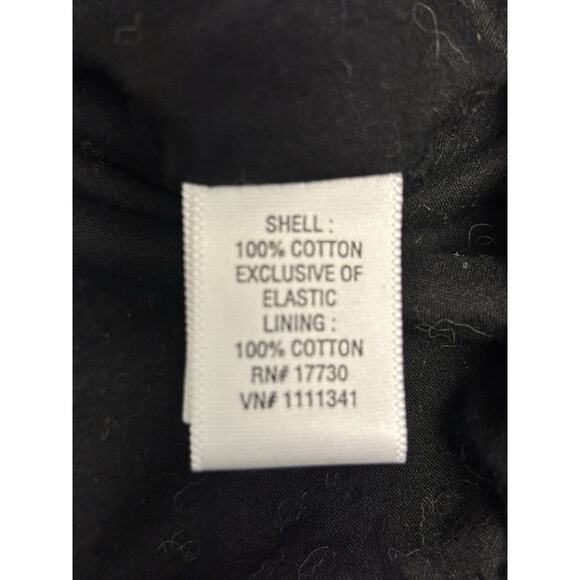 SHELL :
100% COTTON
EXCLUSIVE OF
ELASTIC
LINING :
100% COTTON
RN# 17730
VN# 1111341